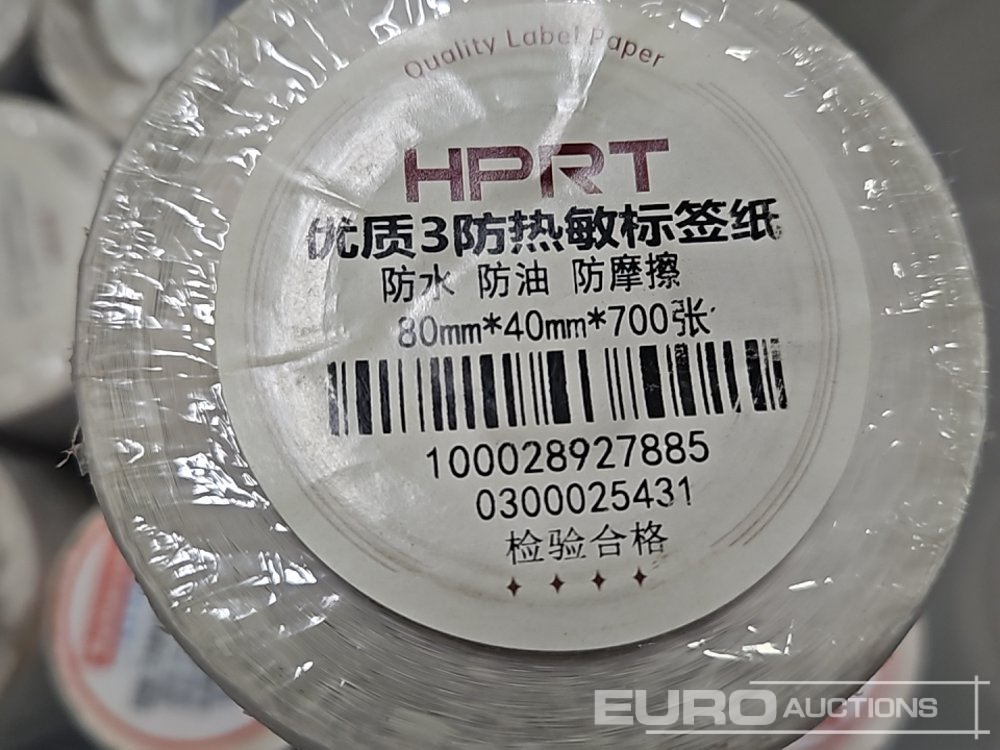 Quality Label Paper
HPRT
优质3防热敏标签纸
防水 防油 防摩擦
80mm*40mm*700张
100028927885
0300025431
检验合格
EURO AUCTIONS